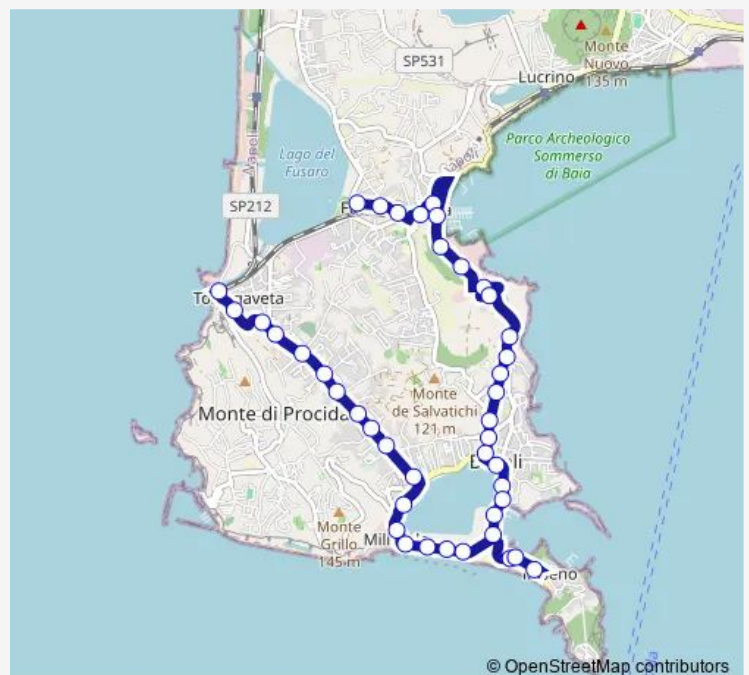 SP531
Monte
Nuovo
135 m
Lucrino
Parco Archeologico
Sommerso
di Baia
Napoli
Lago del
Fusaro
SP212
Monte di Procida
Monte
de Salvatichi
121 m
Monte
Grillo
145 m
© OpenStreetMap contributors